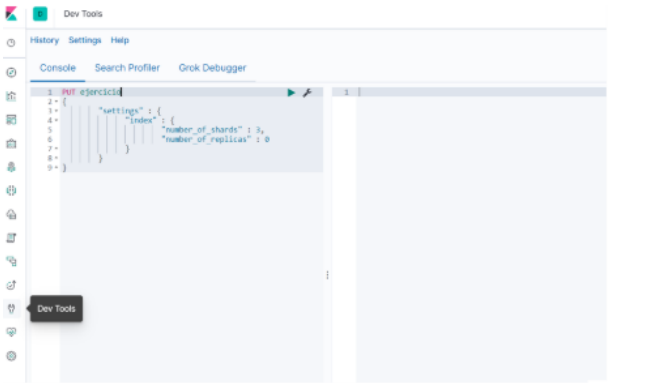 D Dev Tools
History Settings Help
Console Search Profiler Grok Debugger
1 PUT ejercicio
2 {
3 "settings" : {
4 "index" : {
5 "number_of_shards" : 3,
6 "number_of_replicas" : 0
7 }
8 }
9 }
1
Dev Tools